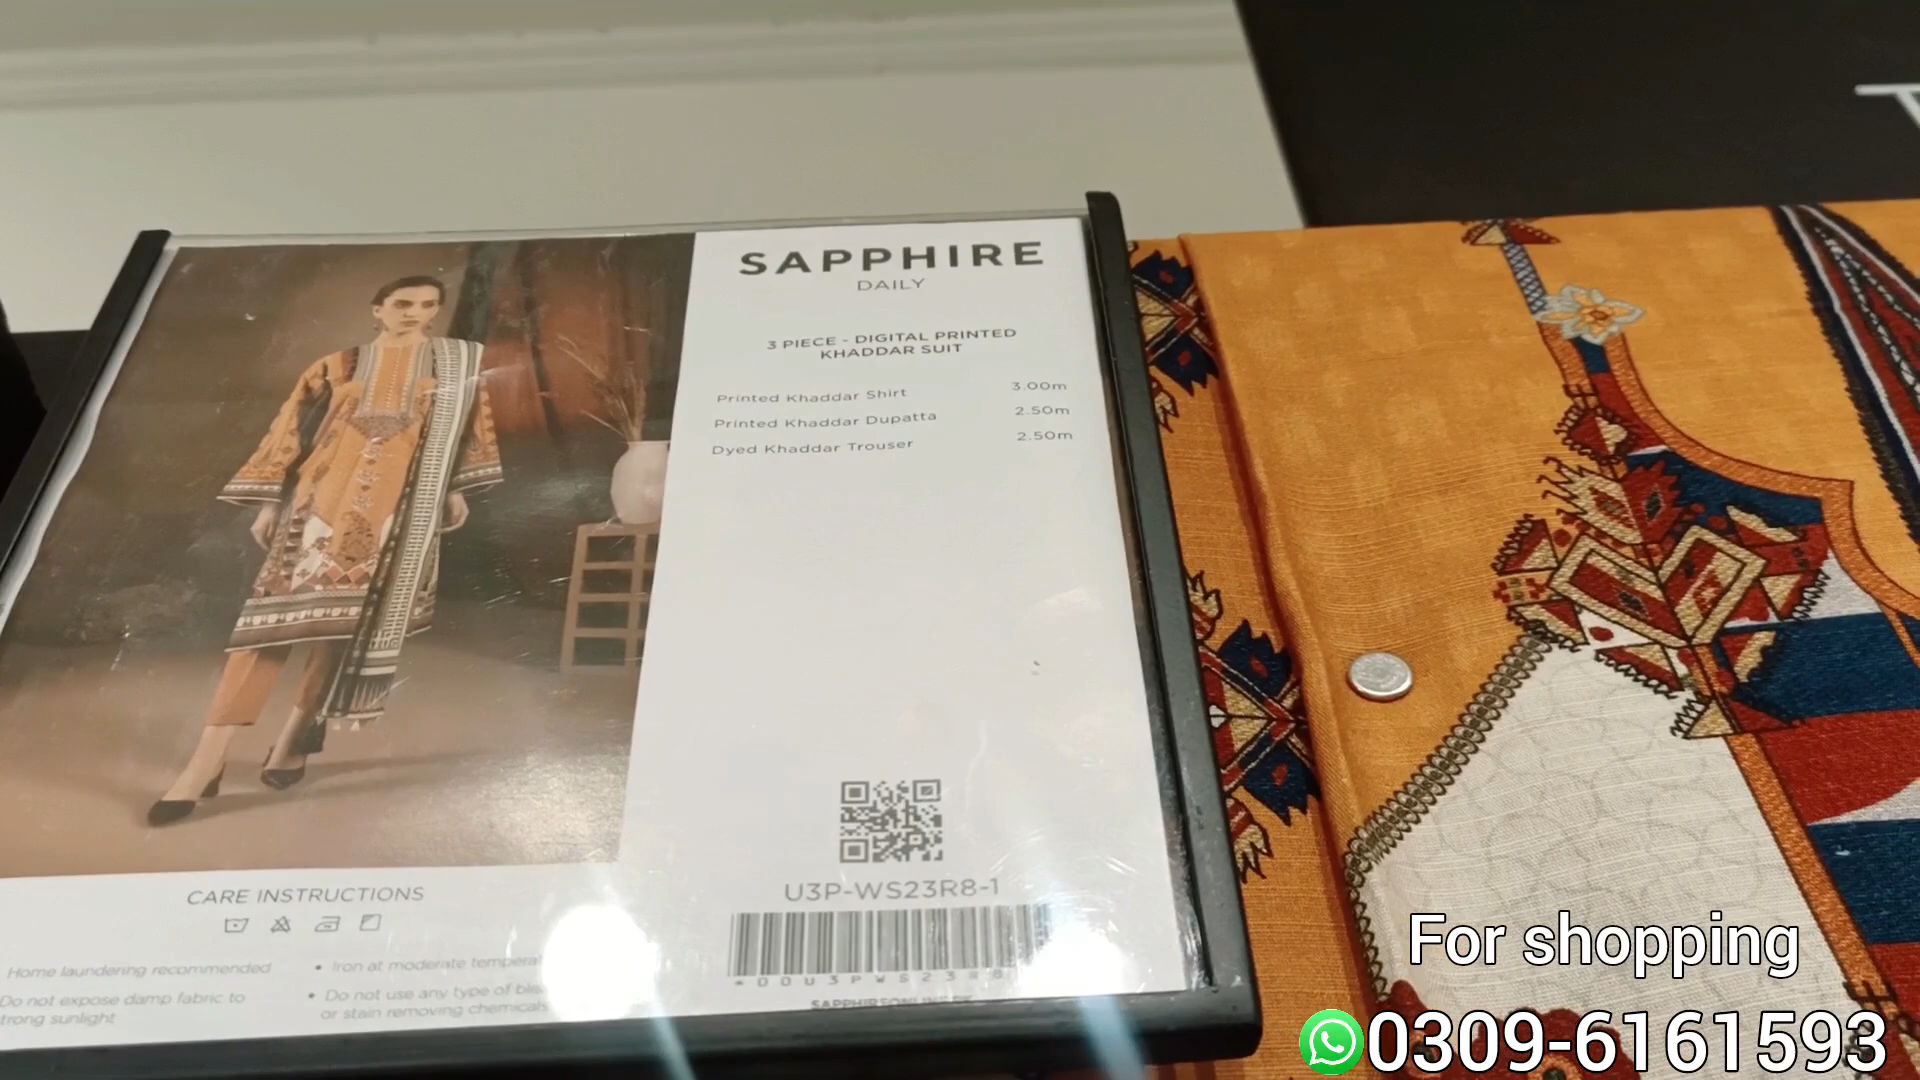 SAPPHIRE
DAILY
3 PIECE - DIGITAL PRINTED
KHADDAR SUIT
Printed Khaddar Shirt 3.00m
Printed Khaddar Dupatta 2.50m
Dyed Khaddar Trouser 2.50m
U3P-WS23R8-1
CARE INSTRUCTIONS
Home laundering recommended
Do not expose damp fabric to
strong sunlight
• Iron at moderate
• Do not use any type of
or stain removing chemicals
For shopping
0309-6161593